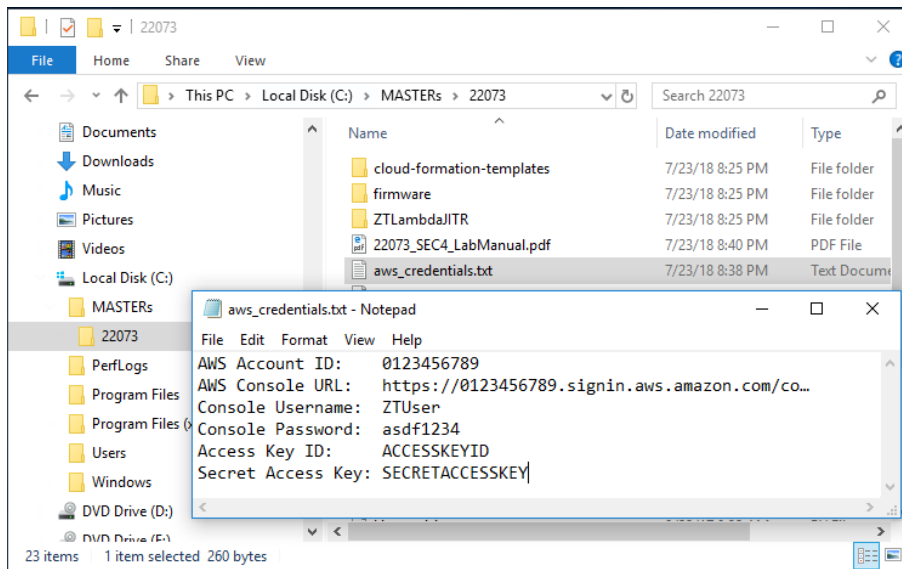 22073
File Home Share View
This PC > Local Disk (C:) > MASTERs > 22073
Search 22073
Documents
Downloads
Music
Pictures
Videos
Local Disk (C:)
MASTERs
22073
PerfLogs
Program Files
Program Files (x
Users
Windows
DVD Drive (D:)
DVD Drive (E:)
Name Date modified Type
cloud-formation-templates 7/23/18 8:25 PM File folder
firmware 7/23/18 8:25 PM File folder
ZTLambdaJITR 7/23/18 8:25 PM File folder
22073_SEC4_LabManual.pdf 7/23/18 8:40 PM PDF File
aws_credentials.txt 7/23/18 8:38 PM Text Docume
aws_credentials.txt - Notepad
File Edit Format View Help
AWS Account ID: 0123456789
AWS Console URL: https://0123456789.signin.aws.amazon.com/co…
Console Username: ZTUser
Console Password: asdf1234
Access Key ID: ACCESSKEYID
Secret Access Key: SECRETACCESSKEY
23 items 1 item selected 260 bytes